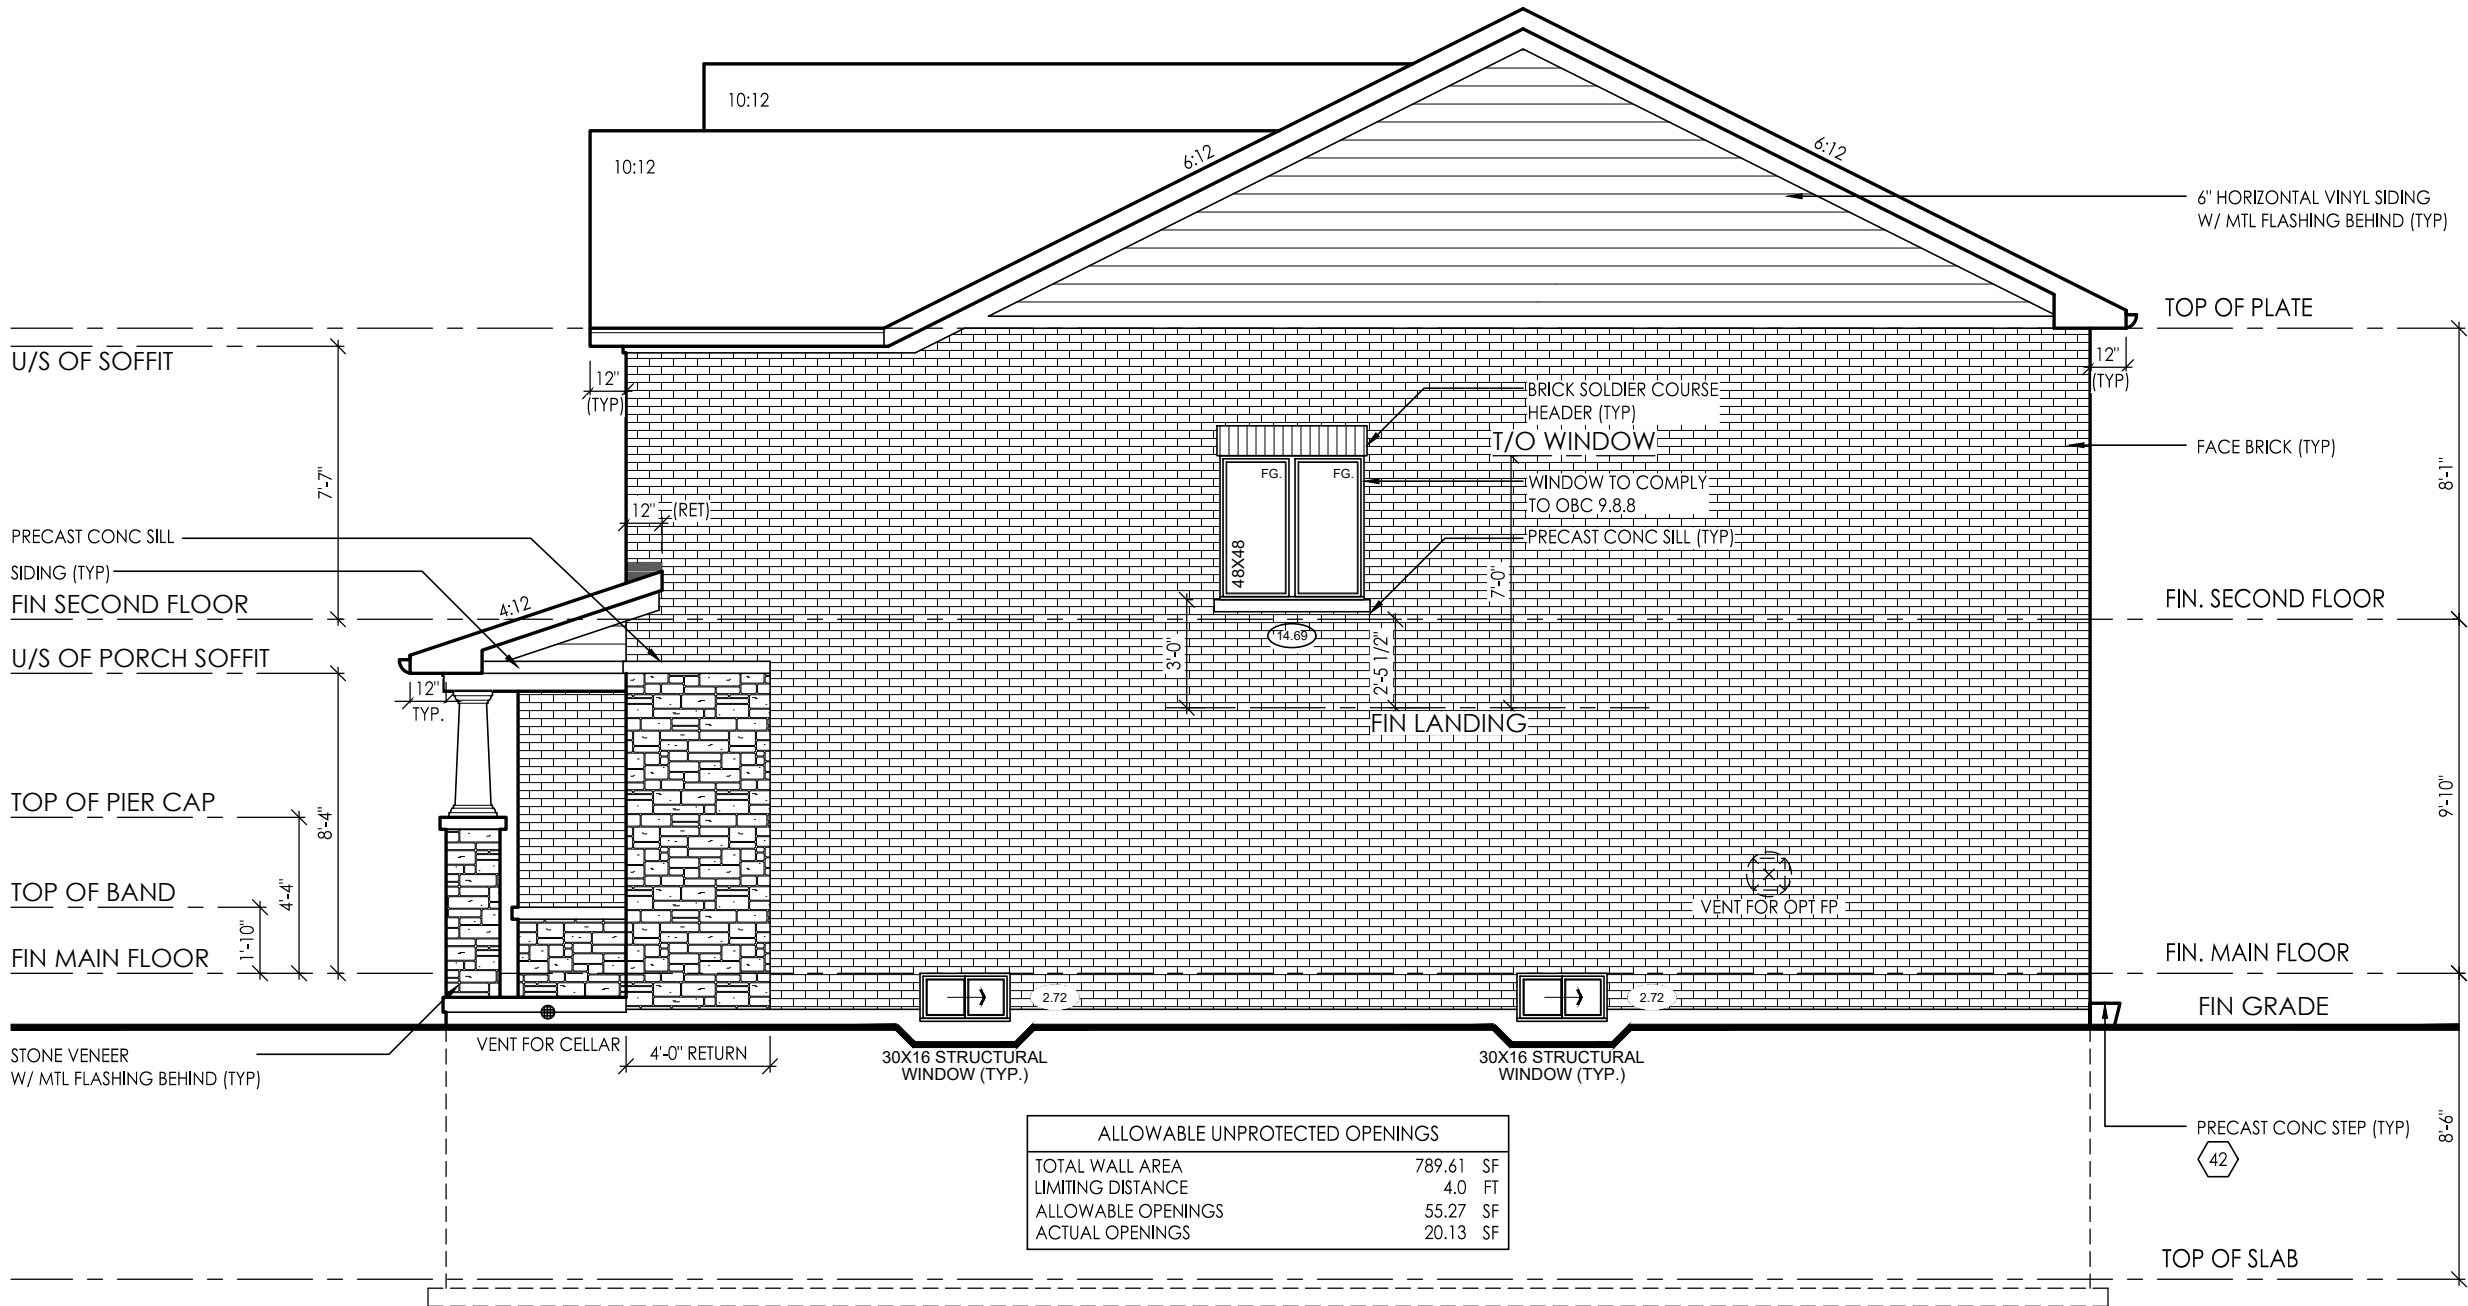 10:12
10:12
6:12
6:12
6" HORIZONTAL VINYL SIDING
W/ MTL FLASHING BEHIND (TYP)
TOP OF PLATE
U/S OF SOFFIT
12"
(TYP)
12"
(TYP)
BRICK SOLDIER COURSE
HEADER (TYP)
T/O WINDOW
FACE BRICK (TYP)
FG.
FG.
WINDOW TO COMPLY
TO OBC 9.8.8
7'-7"
8'-1"
12"
(RET)
PRECAST CONC SILL
PRECAST CONC SILL (TYP)
48X48
SIDING (TYP)
7'-0"
FIN SECOND FLOOR
4:12
FIN. SECOND FLOOR
14.69
3'-0"
2'-5 1/2"
U/S OF PORCH SOFFIT
12"
TYP.
FIN LANDING
TOP OF PIER CAP
8'-4"
9'-10"
TOP OF BAND
4'-4"
VENT FOR OPT FP
1'-10"
FIN MAIN FLOOR
FIN. MAIN FLOOR
2.72
2.72
FIN GRADE
VENT FOR CELLAR
4'-0" RETURN
STONE VENEER
W/ MTL FLASHING BEHIND (TYP)
30X16 STRUCTURAL
WINDOW (TYP.)
30X16 STRUCTURAL
WINDOW (TYP.)
ALLOWABLE UNPROTECTED OPENINGS
TOTAL WALL AREA 789.61 SF
LIMITING DISTANCE 4.0 FT
ALLOWABLE OPENINGS 55.27 SF
ACTUAL OPENINGS 20.13 SF
PRECAST CONC STEP (TYP)
42
8'-6"
TOP OF SLAB